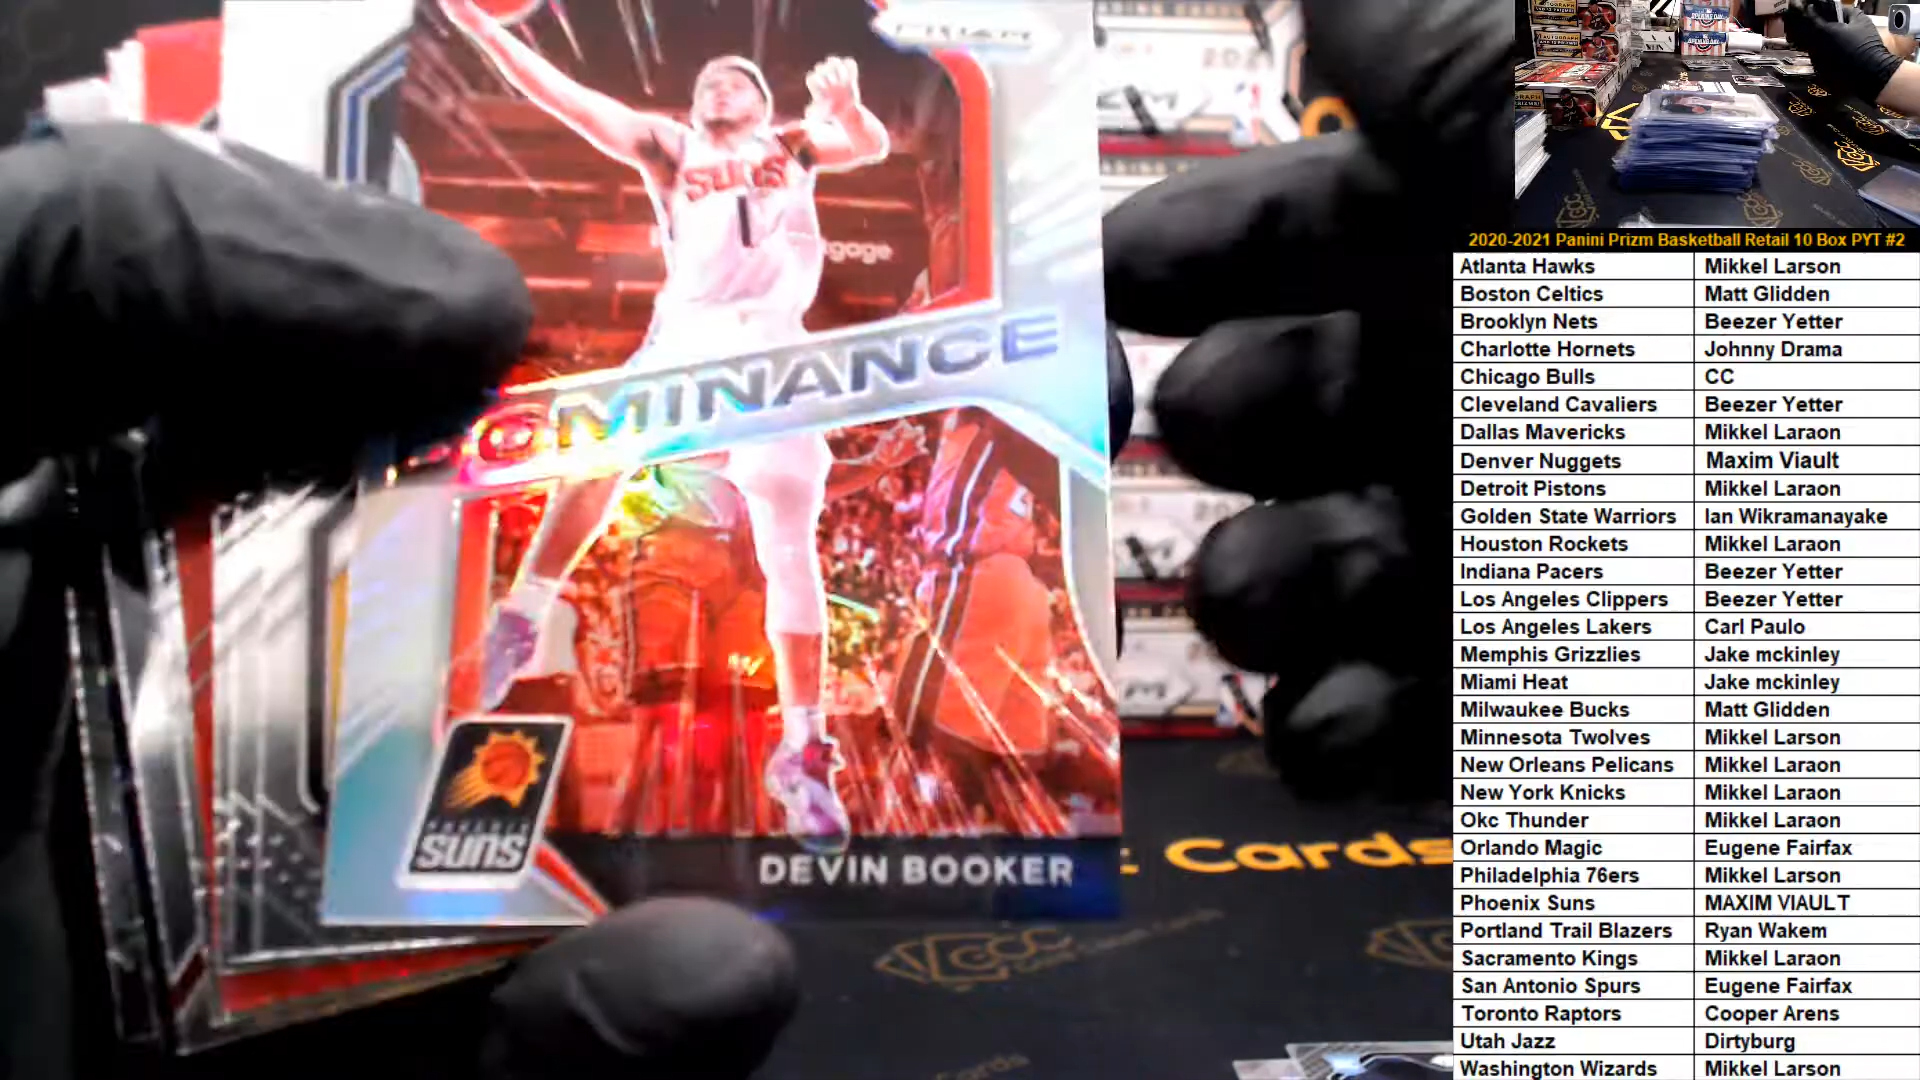 PRIZM
SUNS
1
gage
DOMINANCE
PHOENIX
SUNS
DEVIN BOOKER
Cards
2020-2021 Panini Prizm Basketball Retail 10 Box PYT #2
Atlanta Hawks Mikkel Larson
Boston Celtics Matt Glidden
Brooklyn Nets Beezer Yetter
Charlotte Hornets Johnny Drama
Chicago Bulls CC
Cleveland Cavaliers Beezer Yetter
Dallas Mavericks Mikkel Laraon
Denver Nuggets Maxim Viault
Detroit Pistons Mikkel Laraon
Golden State Warriors Ian Wikramanayake
Houston Rockets Mikkel Laraon
Indiana Pacers Beezer Yetter
Los Angeles Clippers Beezer Yetter
Los Angeles Lakers Carl Paulo
Memphis Grizzlies Jake mckinley
Miami Heat Jake mckinley
Milwaukee Bucks Matt Glidden
Minnesota Twolves Mikkel Larson
New Orleans Pelicans Mikkel Laraon
New York Knicks Mikkel Laraon
Okc Thunder Mikkel Laraon
Orlando Magic Eugene Fairfax
Philadelphia 76ers Mikkel Larson
Phoenix Suns MAXIM VIAULT
Portland Trail Blazers Ryan Wakem
Sacramento Kings Mikkel Laraon
San Antonio Spurs Eugene Fairfax
Toronto Raptors Cooper Arens
Utah Jazz Dirtyburg
Washington Wizards Mikkel Larson